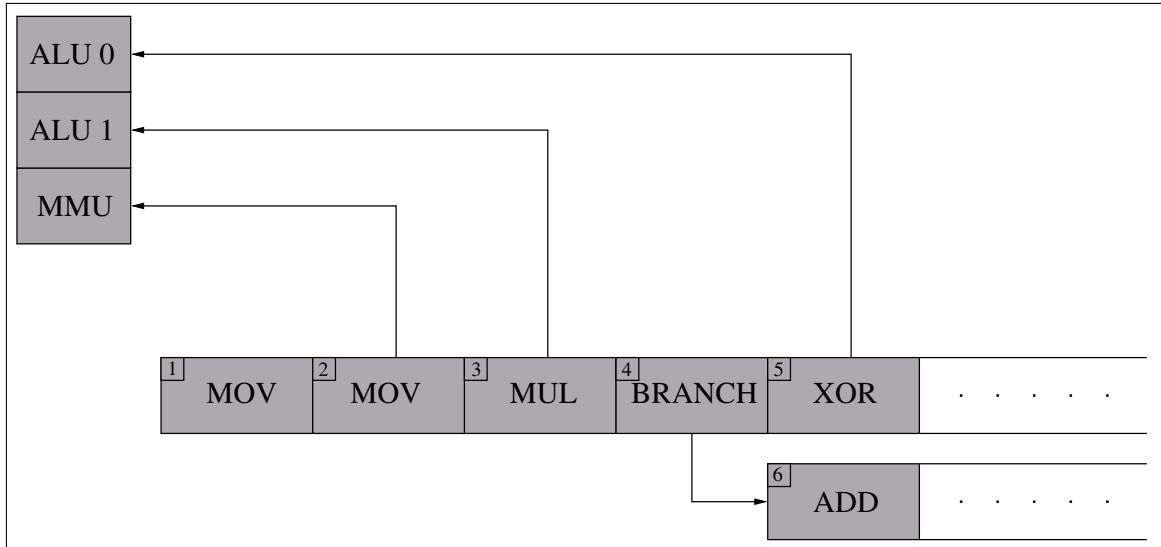 ALU 0
ALU 1
MMU
1 MOV
2 MOV
3 MUL
4 BRANCH
5 XOR
. . . . .
6 ADD
. . . . .